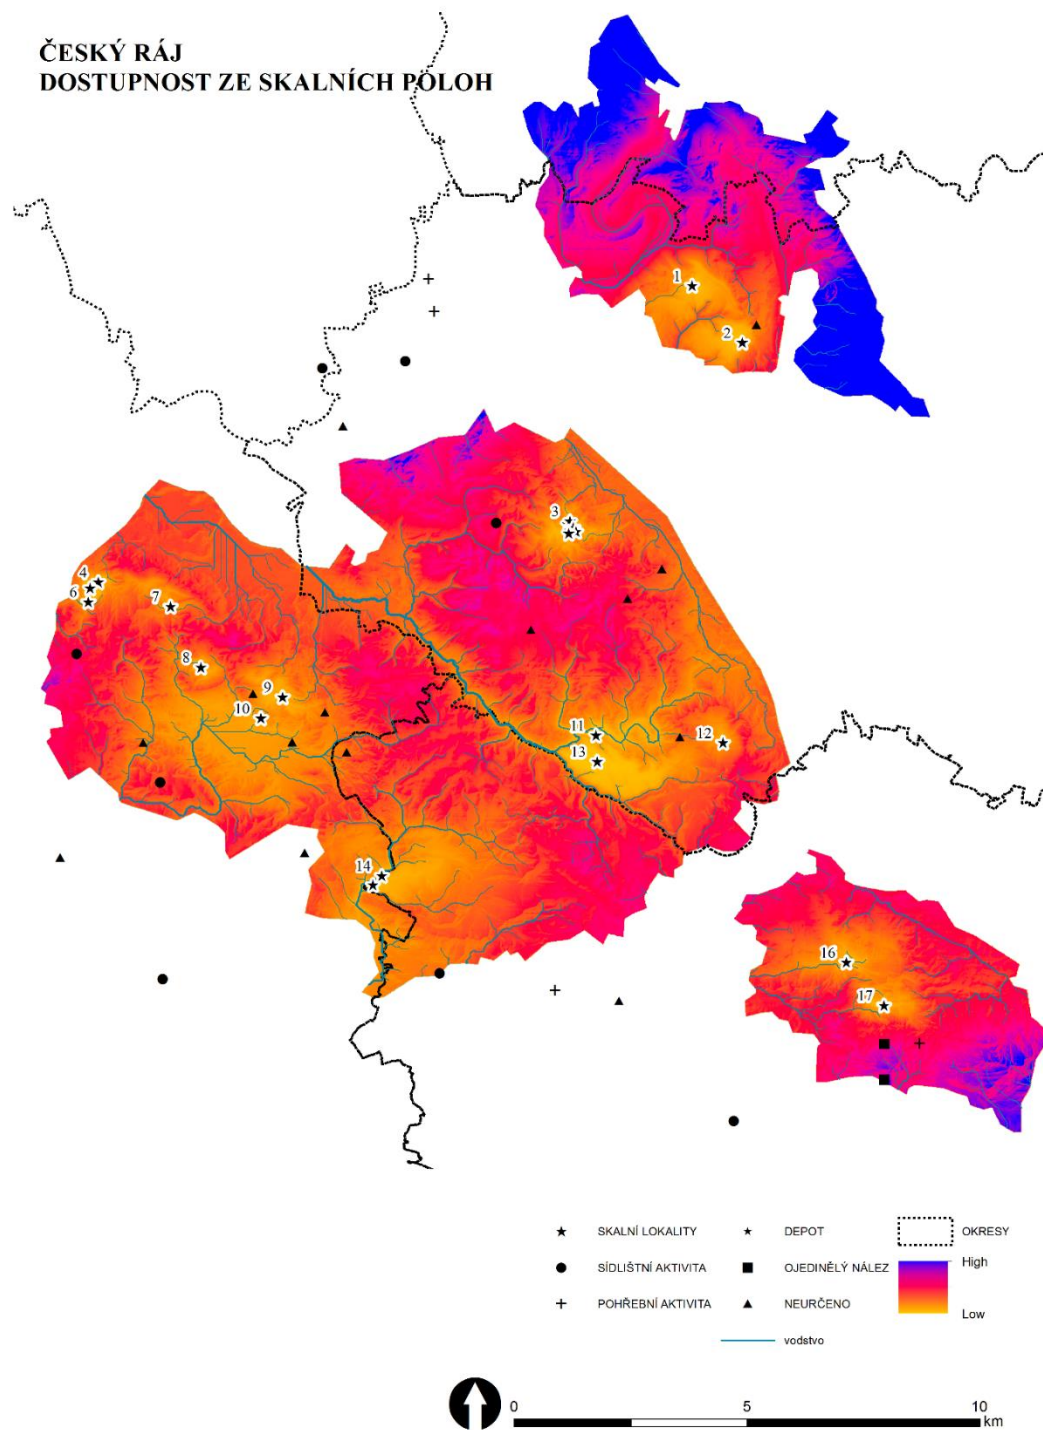 ČESKÝ RÁJ
DOSTUPNOST ZE SKALNÍCH POLOH
1
2
3
4
6
7
8
9
10
11
12
13
14
16
17
SKALNÍ LOKALITY
DEPOT
OKRESY
SÍDLIŠTNÍ AKTIVITA
OJEDINĚLÝ NÁLEZ
High
POHŘEBNÍ AKTIVITA
NEURČENO
Low
vodstvo
0 5 10
km